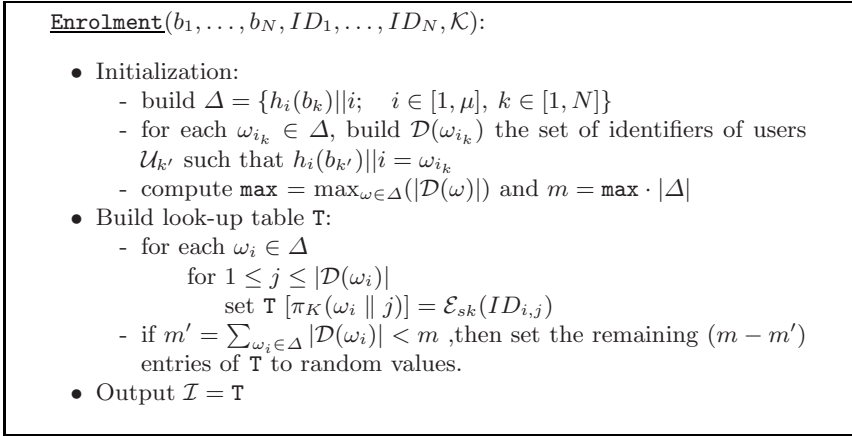 Enrolment(b_1, . . . , b_N, ID_1, . . . , ID_N, 𝒦):
• Initialization:
- build Δ = {h_i(b_k)||i; i ∈ [1, μ], k ∈ [1, N]}
- for each ω_{i_k} ∈ Δ, build 𝒟(ω_{i_k}) the set of identifiers of users
𝒰_{k′} such that h_i(b_{k′})||i = ω_{i_k}
- compute max = max_{ω∈Δ}(|𝒟(ω)|) and m = max · |Δ|
• Build look-up table T:
- for each ω_i ∈ Δ
for 1 ≤ j ≤ |𝒟(ω_i)|
set T [π_K(ω_i ‖ j)] = ℰ_{sk}(ID_{i,j})
- if m′ = ∑_{ω_i∈Δ} |𝒟(ω_i)| < m ,then set the remaining (m − m′)
entries of T to random values.
• Output ℐ = T